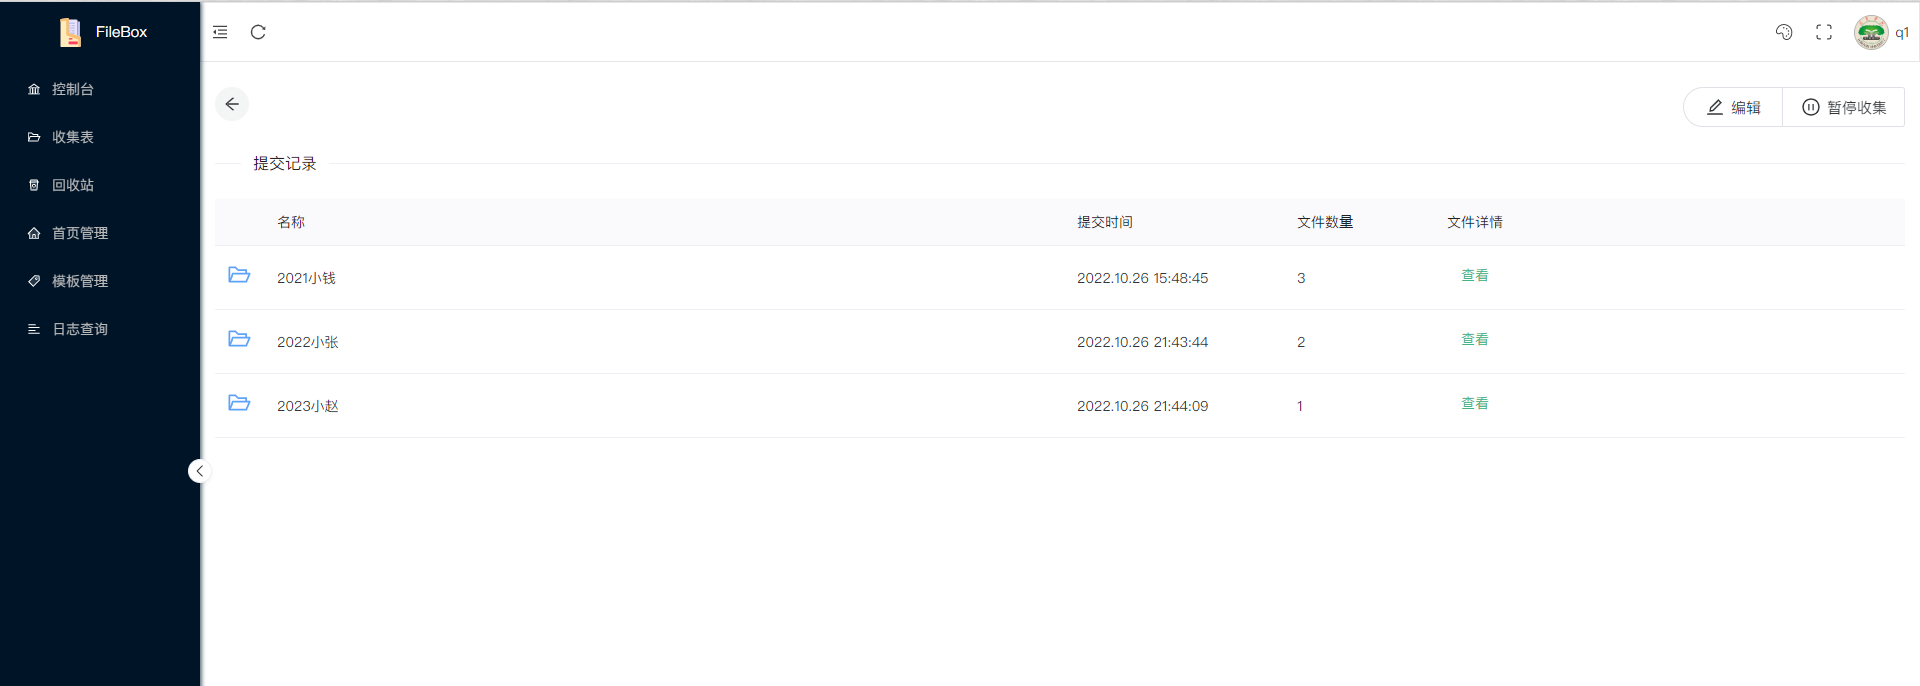 FileBox
q1
控制台
收集表
回收站
首页管理
模板管理
日志查询
编辑
暂停收集
提交记录
名称 提交时间 文件数量 文件详情
2021小钱 2022.10.26 15:48:45 3 查看
2022小张 2022.10.26 21:43:44 2 查看
2023小赵 2022.10.26 21:44:09 1 查看